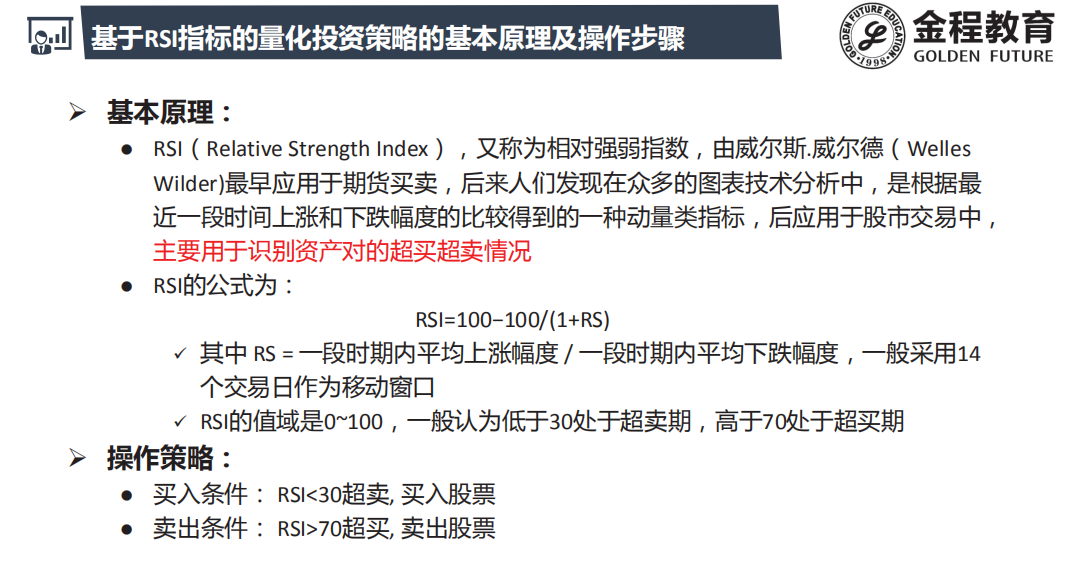 基于RSI指标的量化投资策略的基本原理及操作步骤
GOLDEN FUTURE EDUCATION
·1998·
金程教育
GOLDEN FUTURE
➢ 基本原理：
● RSI（Relative Strength Index），又称为相对强弱指数，由威尔斯.威尔德（Welles
Wilder)最早应用于期货买卖，后来人们发现在众多的图表技术分析中，是根据最
近一段时间上涨和下跌幅度的比较得到的一种动量类指标，后应用于股市交易中，
主要用于识别资产对的超买超卖情况
● RSI的公式为：
RSI=100−100/(1+RS)
✓ 其中 RS = 一段时期内平均上涨幅度 / 一段时期内平均下跌幅度，一般采用14
个交易日作为移动窗口
✓ RSI的值域是0~100，一般认为低于30处于超卖期，高于70处于超买期
➢ 操作策略：
● 买入条件： RSI<30超卖, 买入股票
● 卖出条件： RSI>70超买, 卖出股票